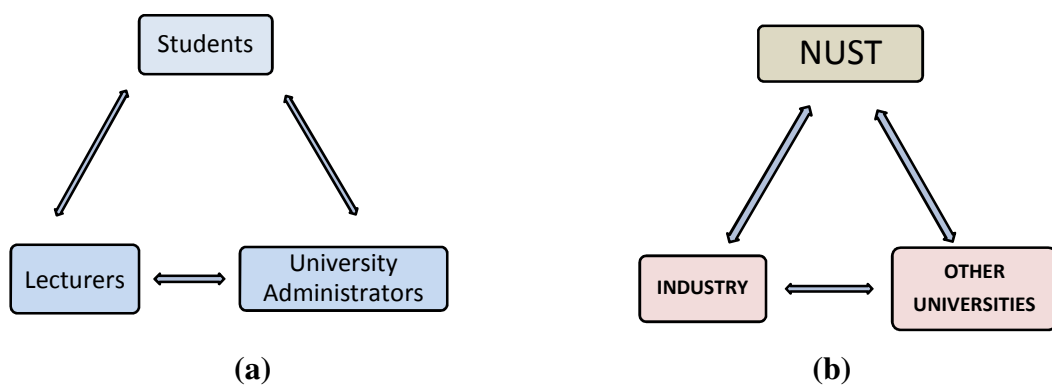 Students
Lecturers
University
Administrators
(a)
NUST
INDUSTRY
OTHER
UNIVERSITIES
(b)